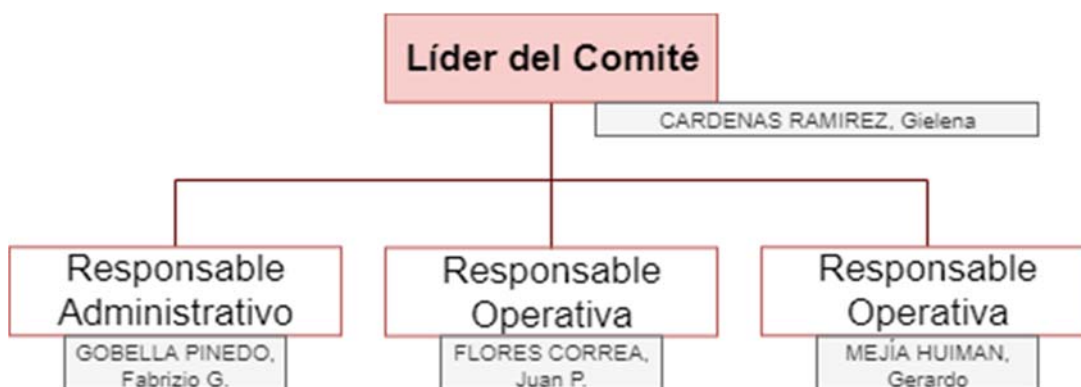 Líder del Comité
CARDENAS RAMIREZ, Gielena
Responsable
Administrativo
GOBELLA PINEDO,
Fabrizio G.
Responsable
Operativa
FLORES CORREA,
Juan P.
Responsable
Operativa
MEJÍA HUIMAN,
Gerardo